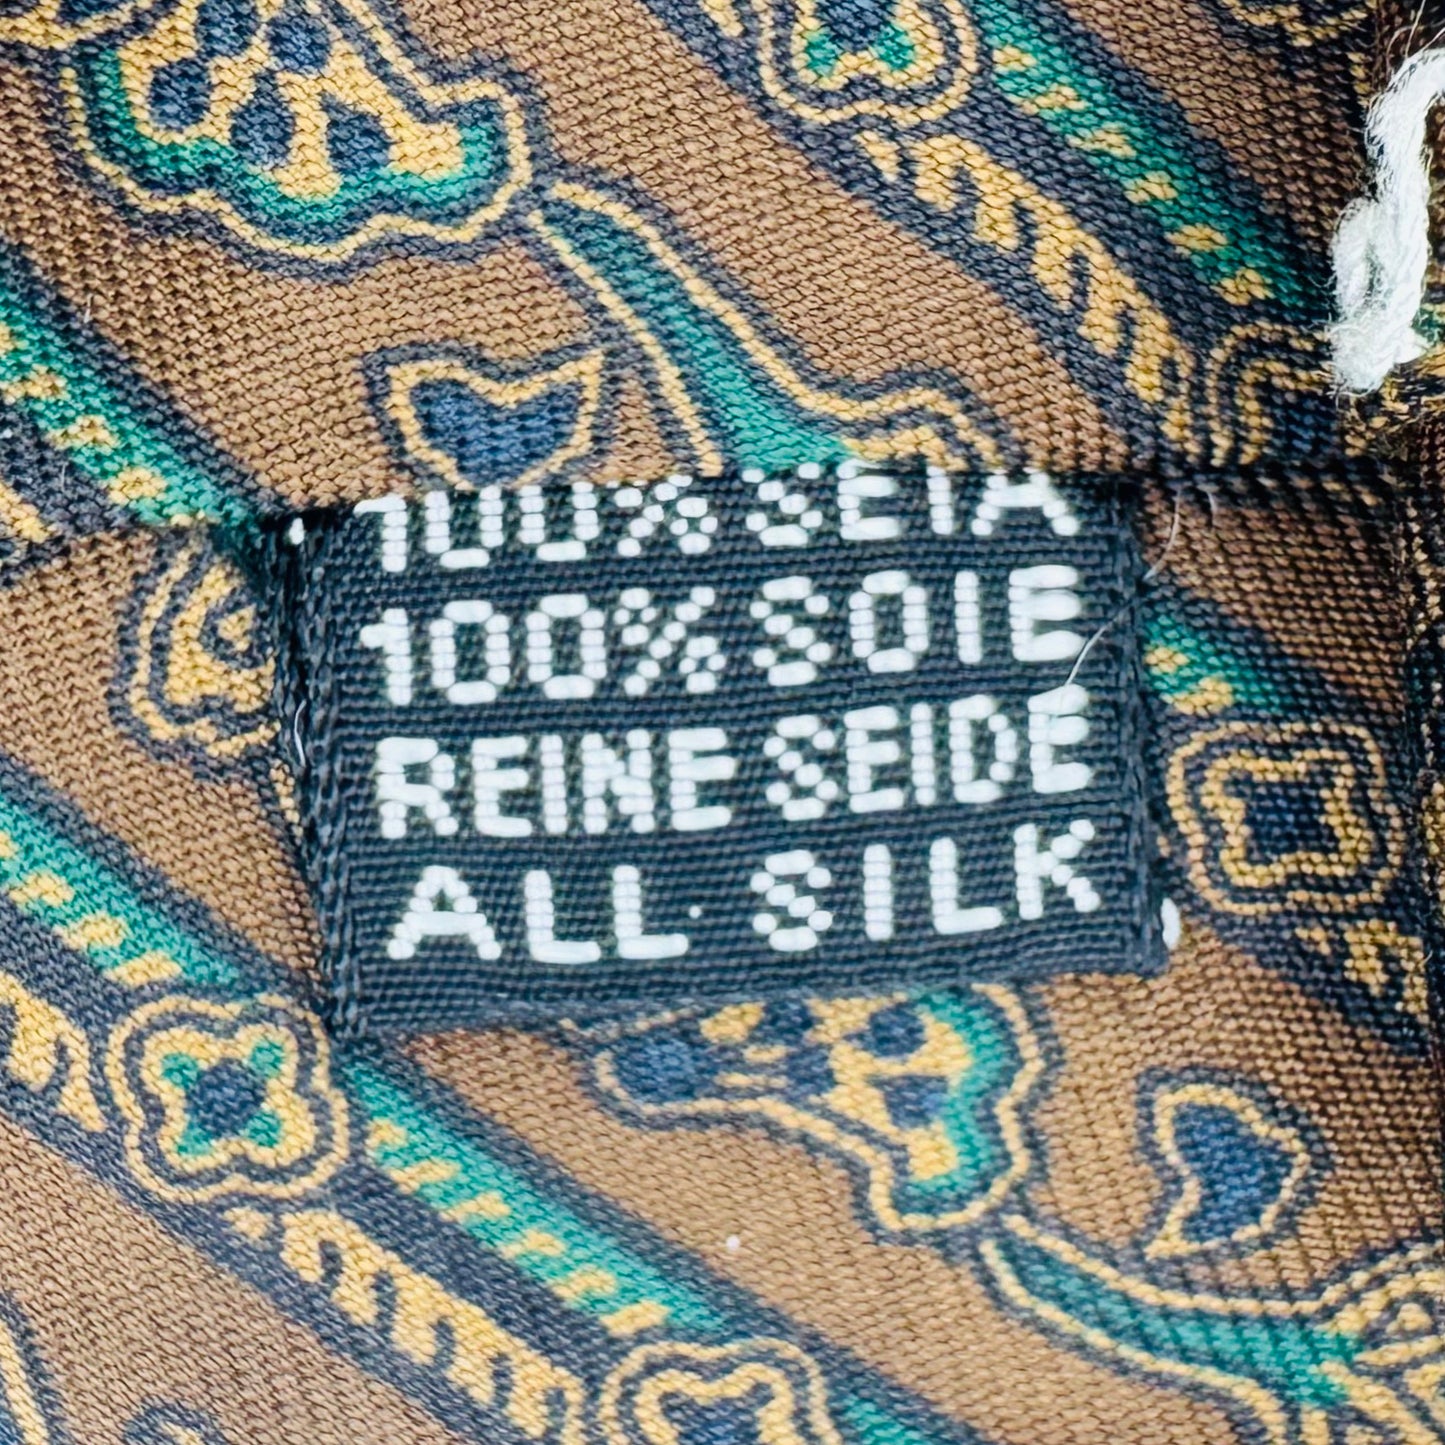 100% SETA
100% SOIE
REINE SEIDE
ALL SILK